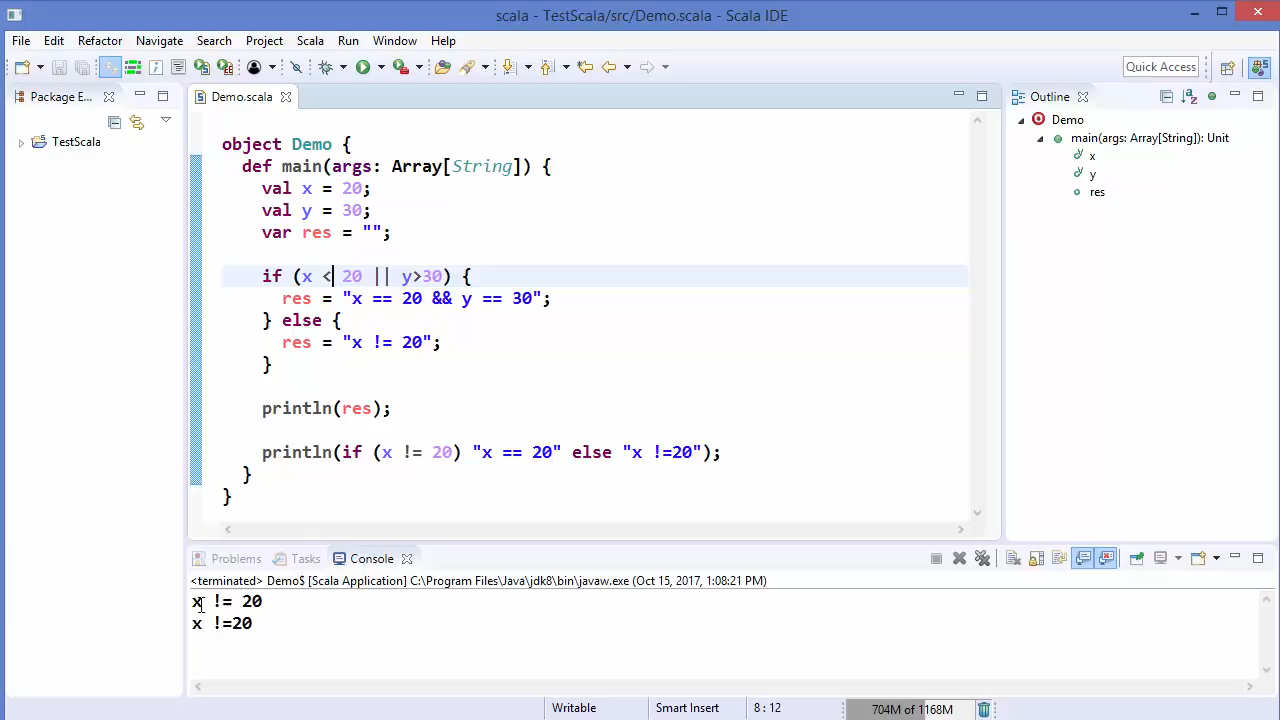 scala - TestScala/src/Demo.scala - Scala IDE
File Edit Refactor Navigate Search Project Scala Run Window Help
Quick Access
Package E...
Demo.scala
Outline
TestScala
object Demo {
def main(args: Array[String]) {
val x = 20;
val y = 30;
var res = "";
if (x < 20 || y>30) {
res = "x == 20 && y == 30";
} else {
res = "x != 20";
}
println(res);
println(if (x != 20) "x == 20" else "x !=20");
}
}
Demo
main(args: Array[String]): Unit
x
y
res
Problems Tasks Console
<terminated> Demo$ [Scala Application] C:\Program Files\Java\jdk8\bin\javaw.exe (Oct 15, 2017, 1:08:21 PM)
x != 20
x !=20
Writable Smart Insert 8 : 12 704M of 1168M